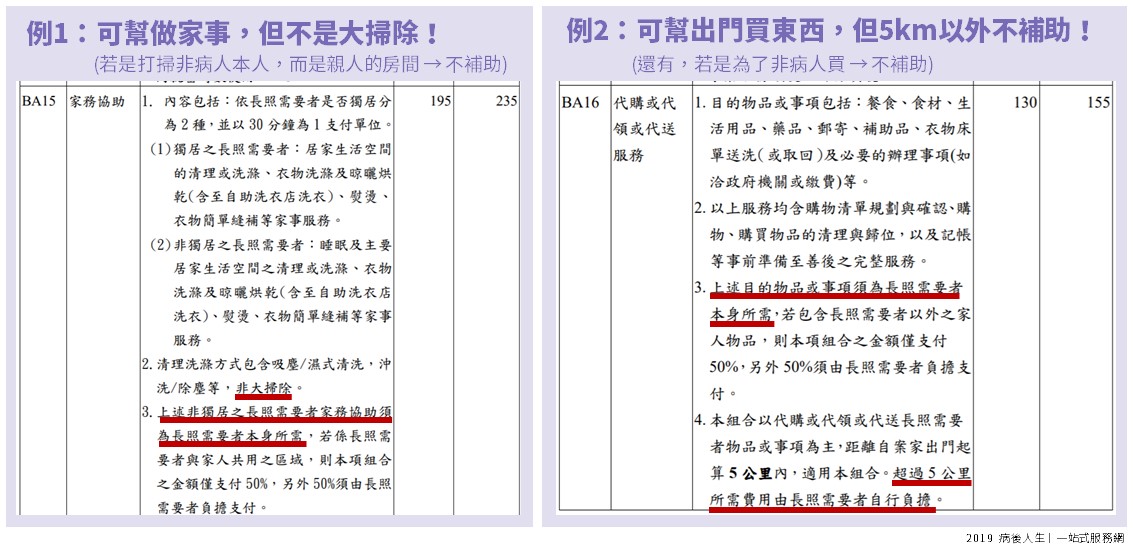 例1：可幫做家事，但不是大掃除！
(若是打掃非病人本人，而是親人的房間 → 不補助)
BA15 家務協助 1. 內容包括：依長照需要者是否獨居分 195 235
為2種，並以30分鐘為1支付單位。
(1)獨居之長照需要者：居家生活空間
的清理或洗滌、衣物洗滌及晾曬烘
乾(含至自助洗衣店洗衣)、熨燙、
衣物簡單縫補等家事服務。
(2)非獨居之長照需要者：睡眠及主要
居家生活空間之清理或洗滌、衣物
洗滌及晾曬烘乾(含至自助洗衣店
洗衣)、熨燙、衣物簡單縫補等家事
服務。
2. 清理洗滌方式包含吸塵/濕式清洗，沖
洗/除塵等，非大掃除。
3. 上述非獨居之長照需要者家務協助須
為長照需要者本身所需，若係長照需
要者與家人共用之區域，則本項組合
之金額僅支付50%，另外50%須由長照
需要者負擔支付。
例2：可幫出門買東西，但5km以外不補助！
(還有，若是為了非病人買 → 不補助)
BA16 代購或代 1. 目的物品或事項包括：餐食、食材、生 130 155
領或代送 活用品、藥品、郵寄、補助品、衣物床
服務 單送洗(或取回)及必要的辦理事項(如
洽政府機關或繳費)等。
2. 以上服務均含購物清單規劃與確認、購
物、購買物品的清理與歸位，以及記帳
等事前準備至善後之完整服務。
3. 上述目的物品或事項須為長照需要者
本身所需，若包含長照需要者以外之家
人物品，則本項組合之金額僅支付
50%，另外50%須由長照需要者負擔支
付。
4. 本組合以代購或代領或代送長照需要
者物品或事項為主，距離自案家出門起
算5公里內，適用本組合。超過5公里
所需費用由長照需要者自行負擔。
2019 病後人生 | 一站式服務網